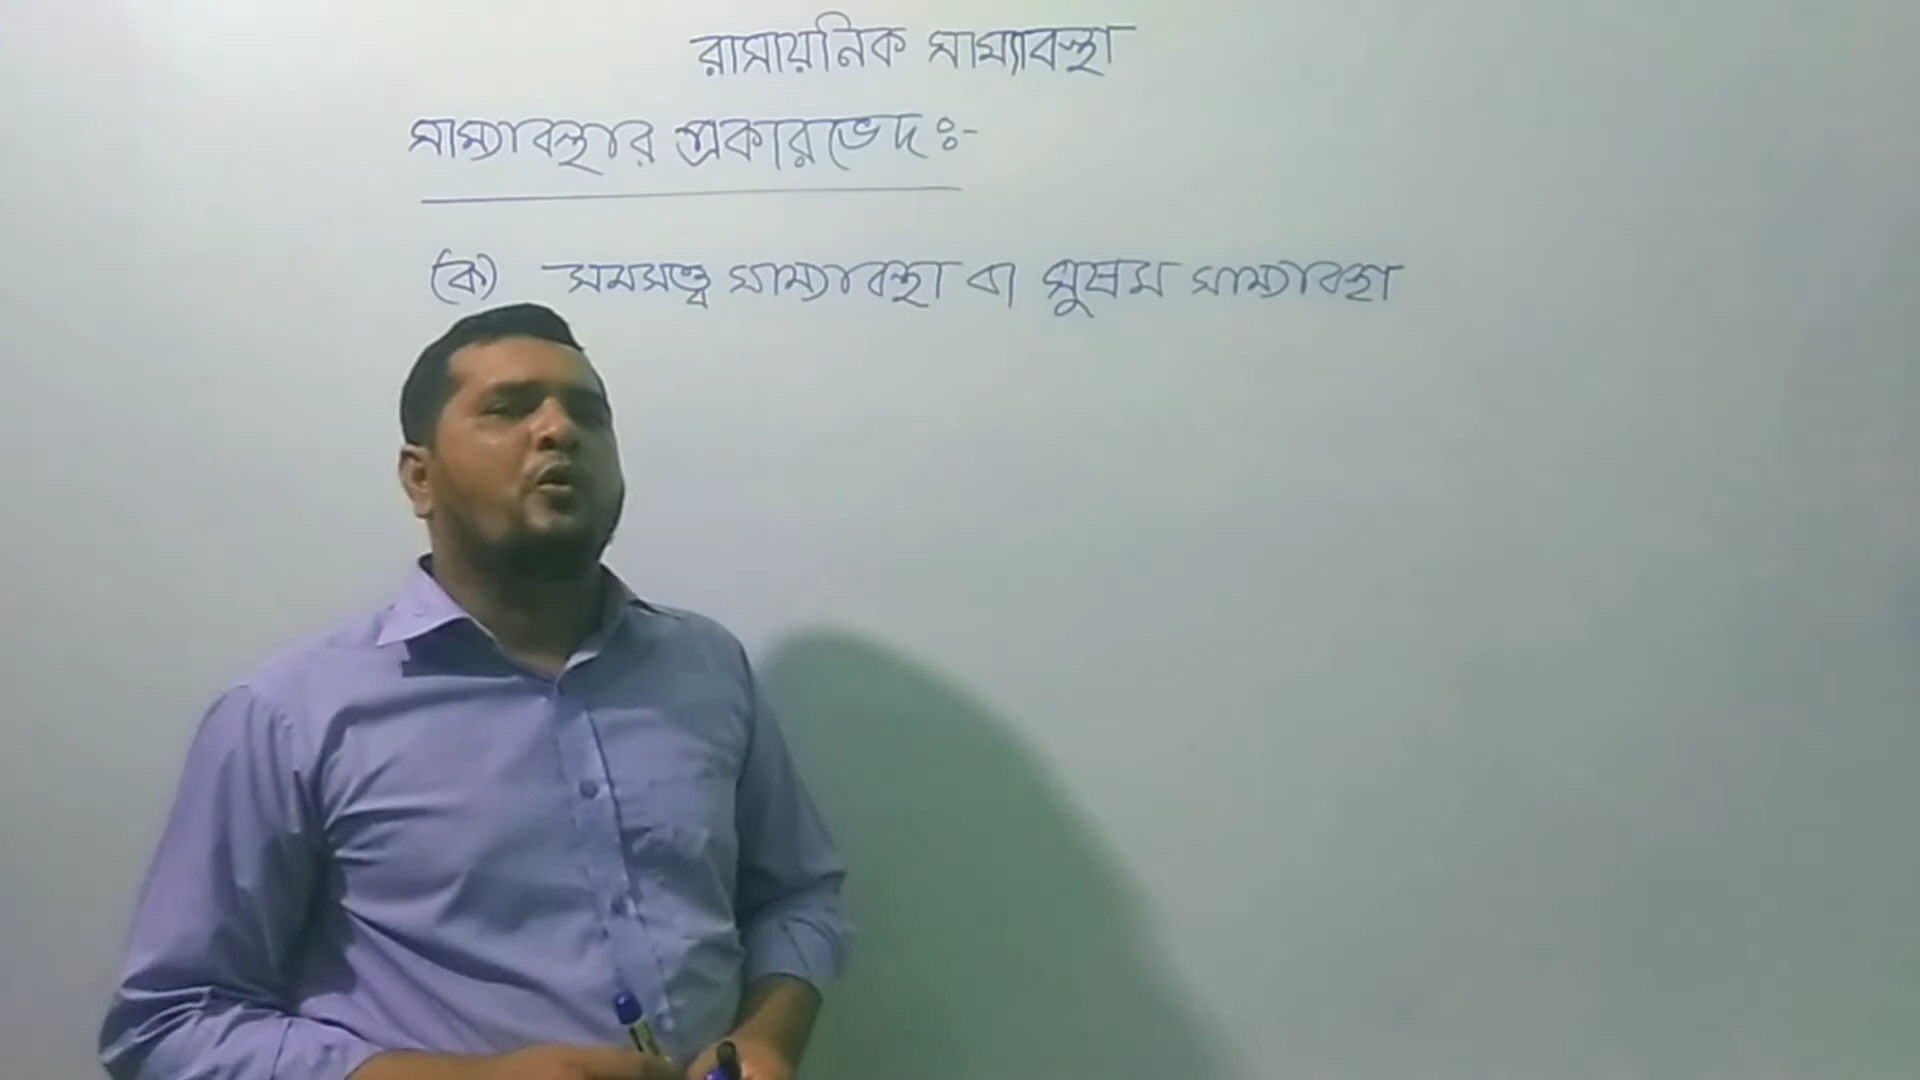 রাসায়নিক সাম্যাবস্থা
সাম্যাবস্থার প্রকারভেদঃ-
(ক) সমসত্ত্ব সাম্যাবস্থা বা সুষম সাম্যাবস্থা